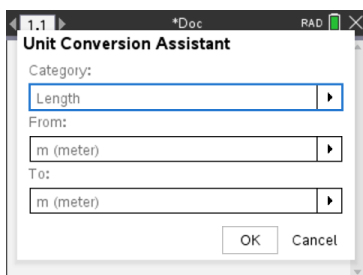 1.1 *Doc RAD
Unit Conversion Assistant
Category:
Length
From:
m (meter)
To:
m (meter)
OK Cancel